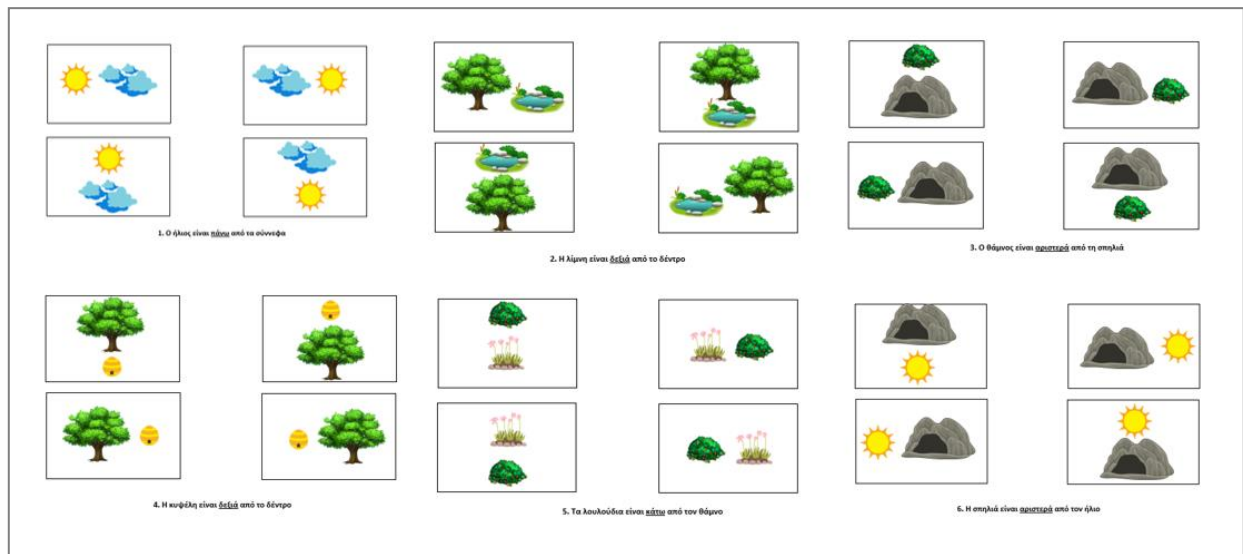 1. Ο ήλιος είναι πάνω από τα σύννεφα
2. Η λίμνη είναι δεξιά από το δέντρο
3. Ο θάμνος είναι αριστερά από τη σπηλιά
4. Η κυψέλη είναι δεξιά από το δέντρο
5. Τα λουλούδια είναι κάτω από τον θάμνο
6. Η σπηλιά είναι αριστερά από τον ήλιο